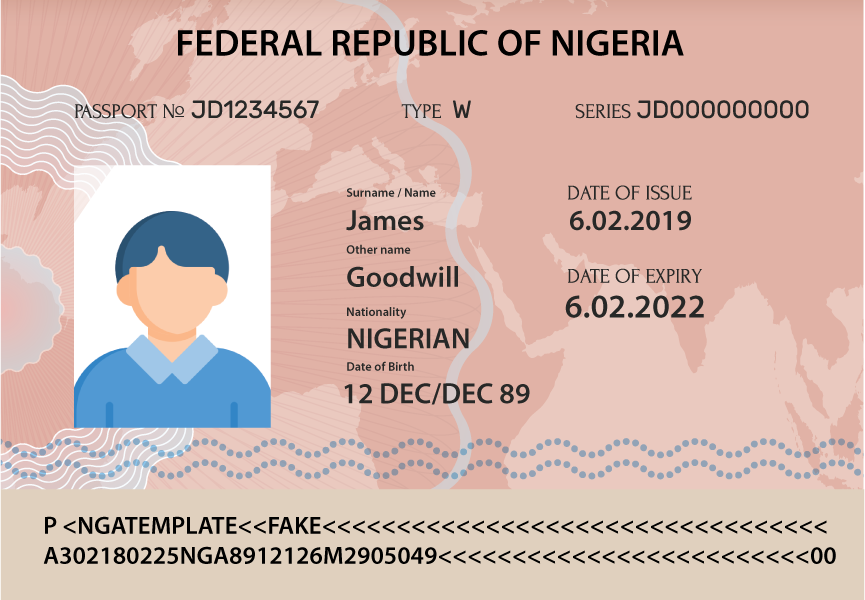 FEDERAL REPUBLIC OF NIGERIA
PASSPORT No JD1234567 TYPE W SERIES JD000000000
Surname / Name
James
DATE OF ISSUE
6.02.2019
Other name
Goodwill
DATE OF EXPIRY
6.02.2022
Nationality
NIGERIAN
Date of Birth
12 DEC/DEC 89
P <NGATEMPLATE<<FAKE<<<<<<<<<<<<<<<<<<<<<<<<<<<<<<<<<<
A302180225NGA8912126M2905049<<<<<<<<<<<<<<<<<<<<<<<<<00